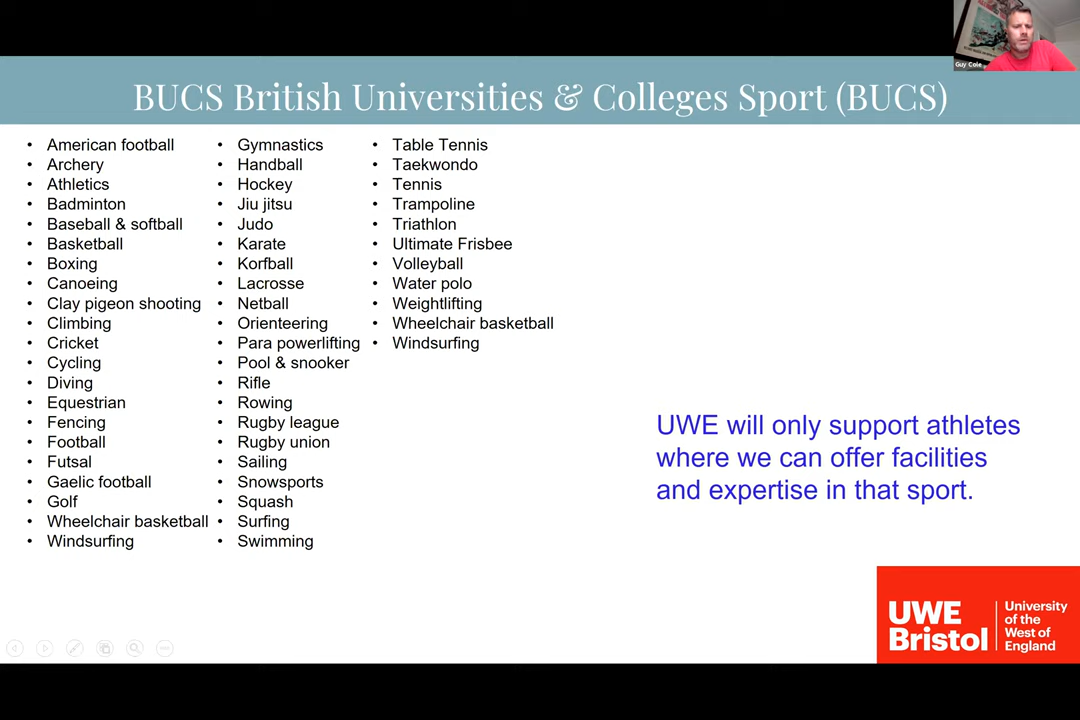 Guy Cole
BUCS British Universities & Colleges Sport (BUCS)
• American football
• Archery
• Athletics
• Badminton
• Baseball & softball
• Basketball
• Boxing
• Canoeing
• Clay pigeon shooting
• Climbing
• Cricket
• Cycling
• Diving
• Equestrian
• Fencing
• Football
• Futsal
• Gaelic football
• Golf
• Wheelchair basketball
• Windsurfing
• Gymnastics
• Handball
• Hockey
• Jiu jitsu
• Judo
• Karate
• Korfball
• Lacrosse
• Netball
• Orienteering
• Para powerlifting
• Pool & snooker
• Rifle
• Rowing
• Rugby league
• Rugby union
• Sailing
• Snowsports
• Squash
• Surfing
• Swimming
• Table Tennis
• Taekwondo
• Tennis
• Trampoline
• Triathlon
• Ultimate Frisbee
• Volleyball
• Water polo
• Weightlifting
• Wheelchair basketball
• Windsurfing
UWE will only support athletes
where we can offer facilities
and expertise in that sport.
UWE
Bristol
University
of the
West of
England